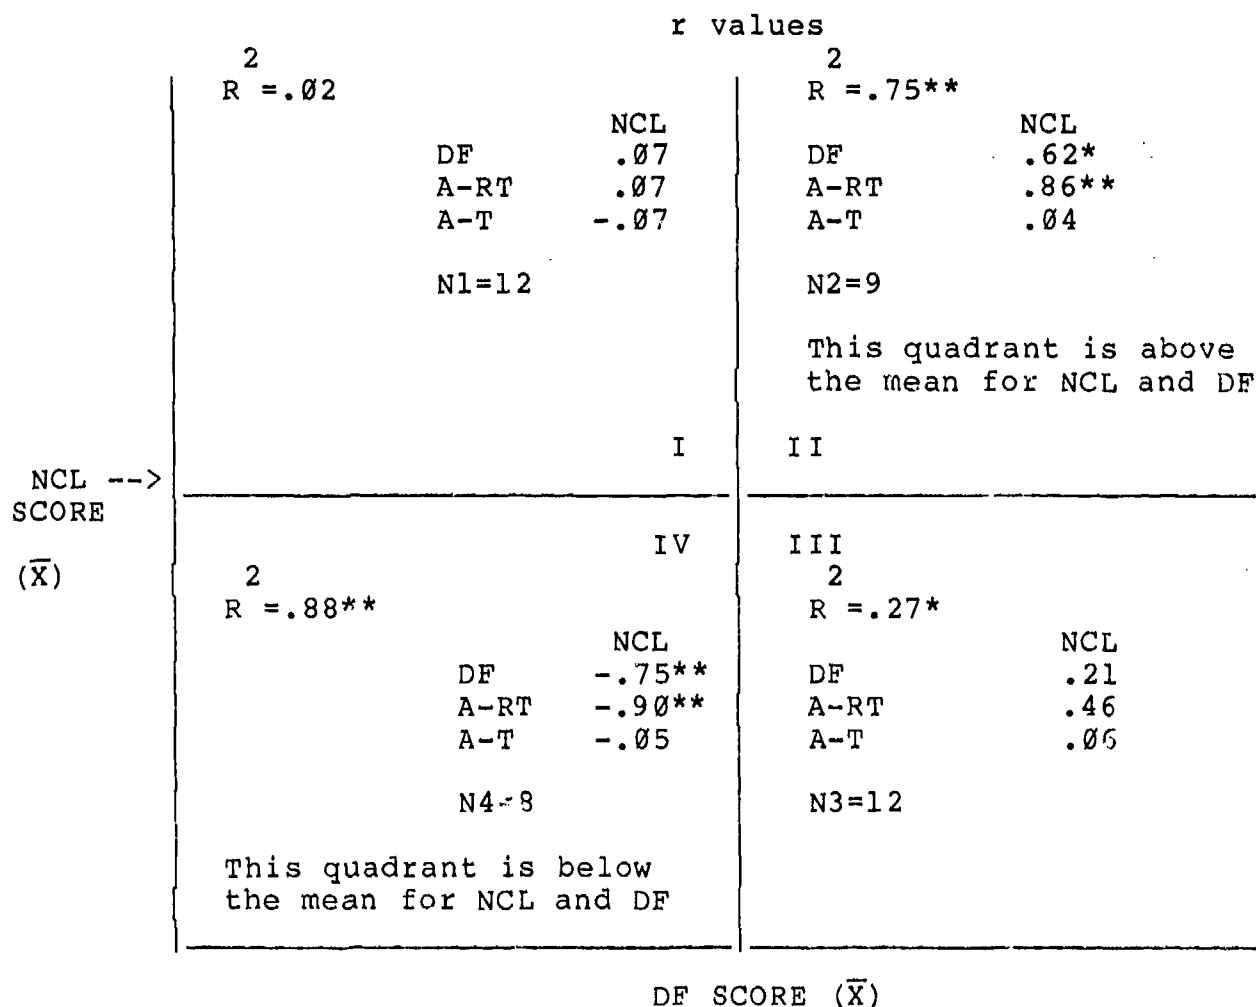 r values
2
R =.02
NCL
DF .07
A-RT .07
A-T -.07
N1=12
I
2
R =.75**
NCL
DF .62*
A-RT .86**
A-T .04
N2=9
This quadrant is above
the mean for NCL and DF
II
NCL -->
SCORE
(X̄)
IV
2
R =.88**
NCL
DF -.75**
A-RT -.90**
A-T -.05
N4=8
This quadrant is below
the mean for NCL and DF
III
2
R =.27*
NCL
DF .21
A-RT .46
A-T .06
N3=12
DF SCORE (X̄)